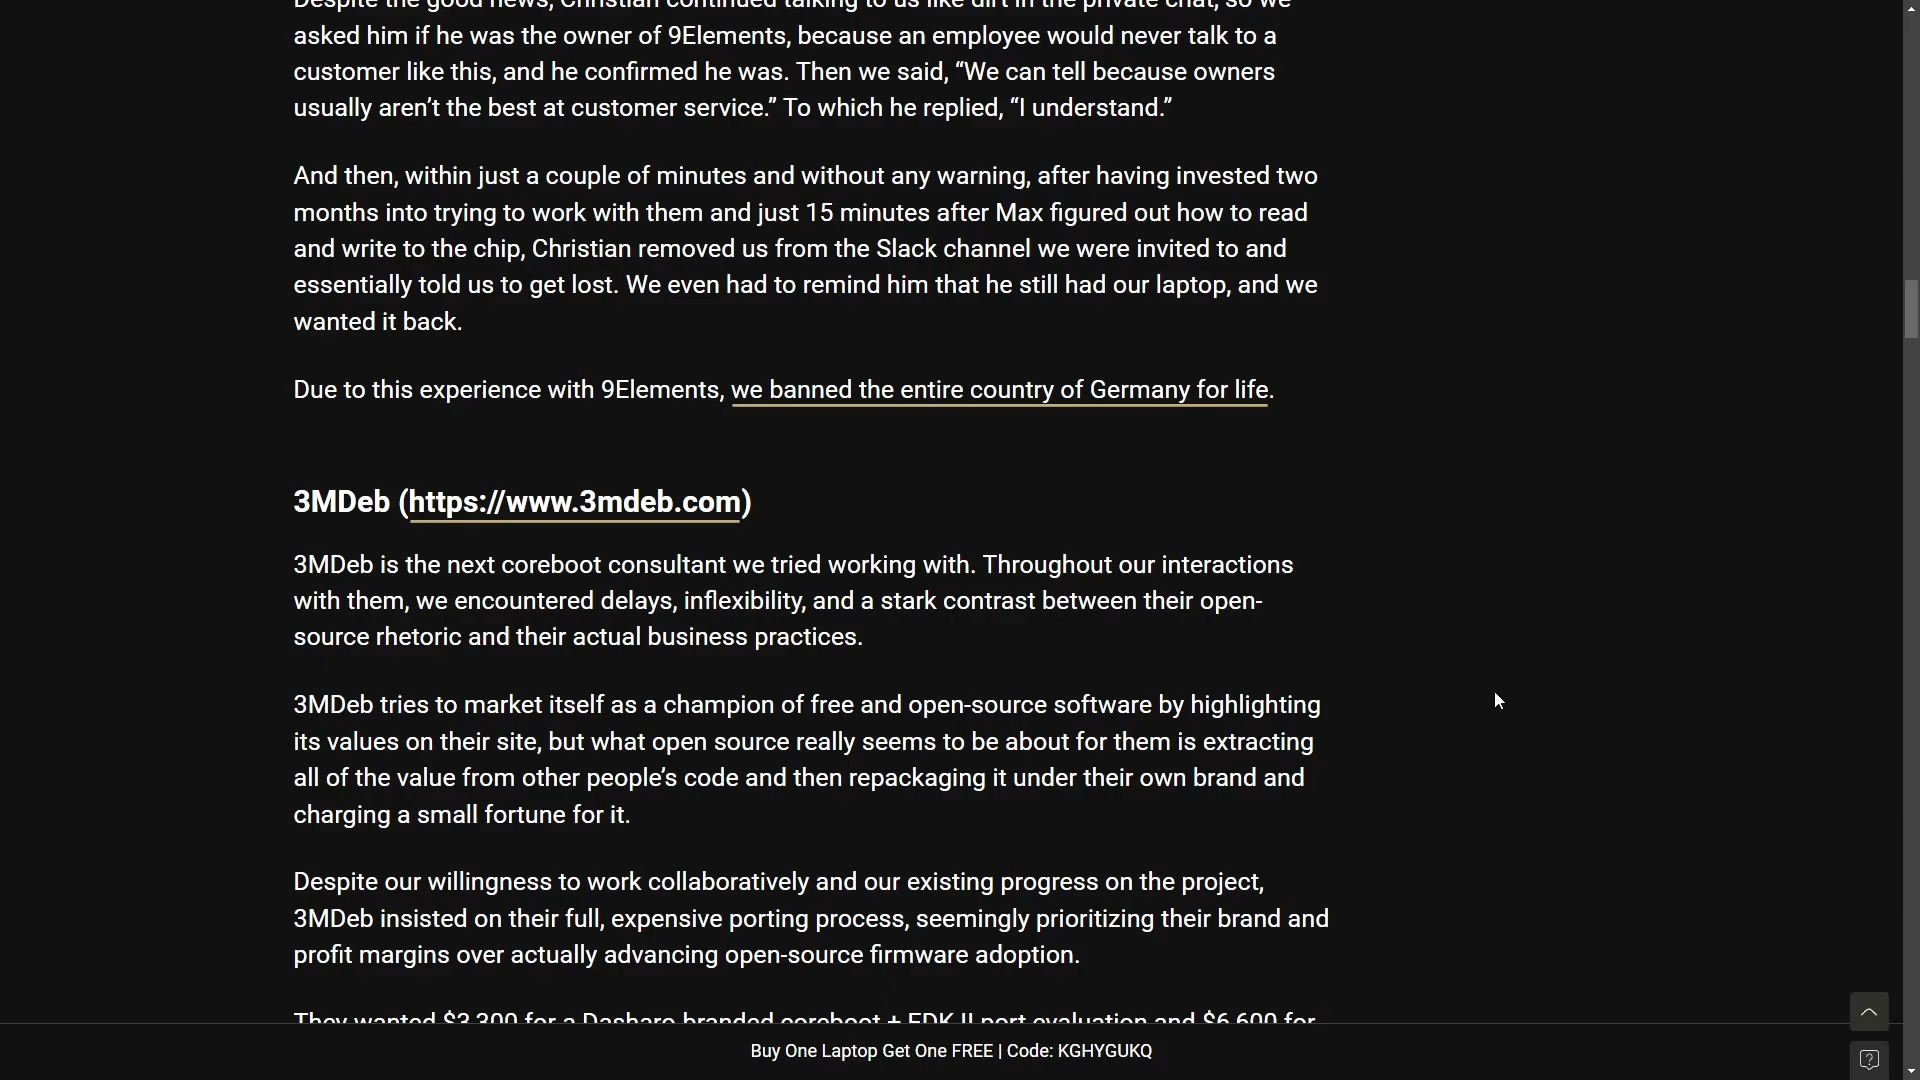 Despite the good news, Christian continued talking to us like dirt in the private chat, so we
asked him if he was the owner of 9Elements, because an employee would never talk to a
customer like this, and he confirmed he was. Then we said, “We can tell because owners
usually aren’t the best at customer service.” To which he replied, “I understand.”
And then, within just a couple of minutes and without any warning, after having invested two
months into trying to work with them and just 15 minutes after Max figured out how to read
and write to the chip, Christian removed us from the Slack channel we were invited to and
essentially told us to get lost. We even had to remind him that he still had our laptop, and we
wanted it back.
Due to this experience with 9Elements, we banned the entire country of Germany for life.
3MDeb (https://www.3mdeb.com)
3MDeb is the next coreboot consultant we tried working with. Throughout our interactions
with them, we encountered delays, inflexibility, and a stark contrast between their open-
source rhetoric and their actual business practices.
3MDeb tries to market itself as a champion of free and open-source software by highlighting
its values on their site, but what open source really seems to be about for them is extracting
all of the value from other people’s code and then repackaging it under their own brand and
charging a small fortune for it.
Despite our willingness to work collaboratively and our existing progress on the project,
3MDeb insisted on their full, expensive porting process, seemingly prioritizing their brand and
profit margins over actually advancing open-source firmware adoption.
They wanted $3,300 for a Dasharo branded coreboot + EDK II port evaluation and $6,600 for
Buy One Laptop Get One FREE | Code: KGHYGUKQ